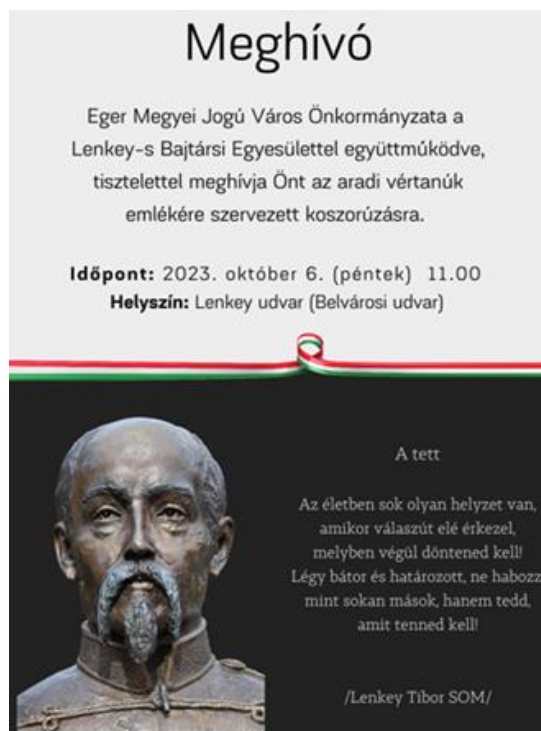 Meghívó
Eger Megyei Jogú Város Önkormányzata a
Lenkey-s Bajtársi Egyesülettel együttműködve,
tisztelettel meghívja Önt az aradi vértanúk
emlékére szervezett koszorúzásra.
Időpont: 2023. október 6. (péntek) 11.00
Helyszín: Lenkey udvar (Belvárosi udvar)
A tett
Az életben sok olyan helyzet van,
amikor válaszút elé érkezel,
melyben végül döntened kell!
Légy bátor és határozott, ne habozz
mint sokan mások, hanem tedd,
amit tenned kell!
/Lenkey Tibor SOM/